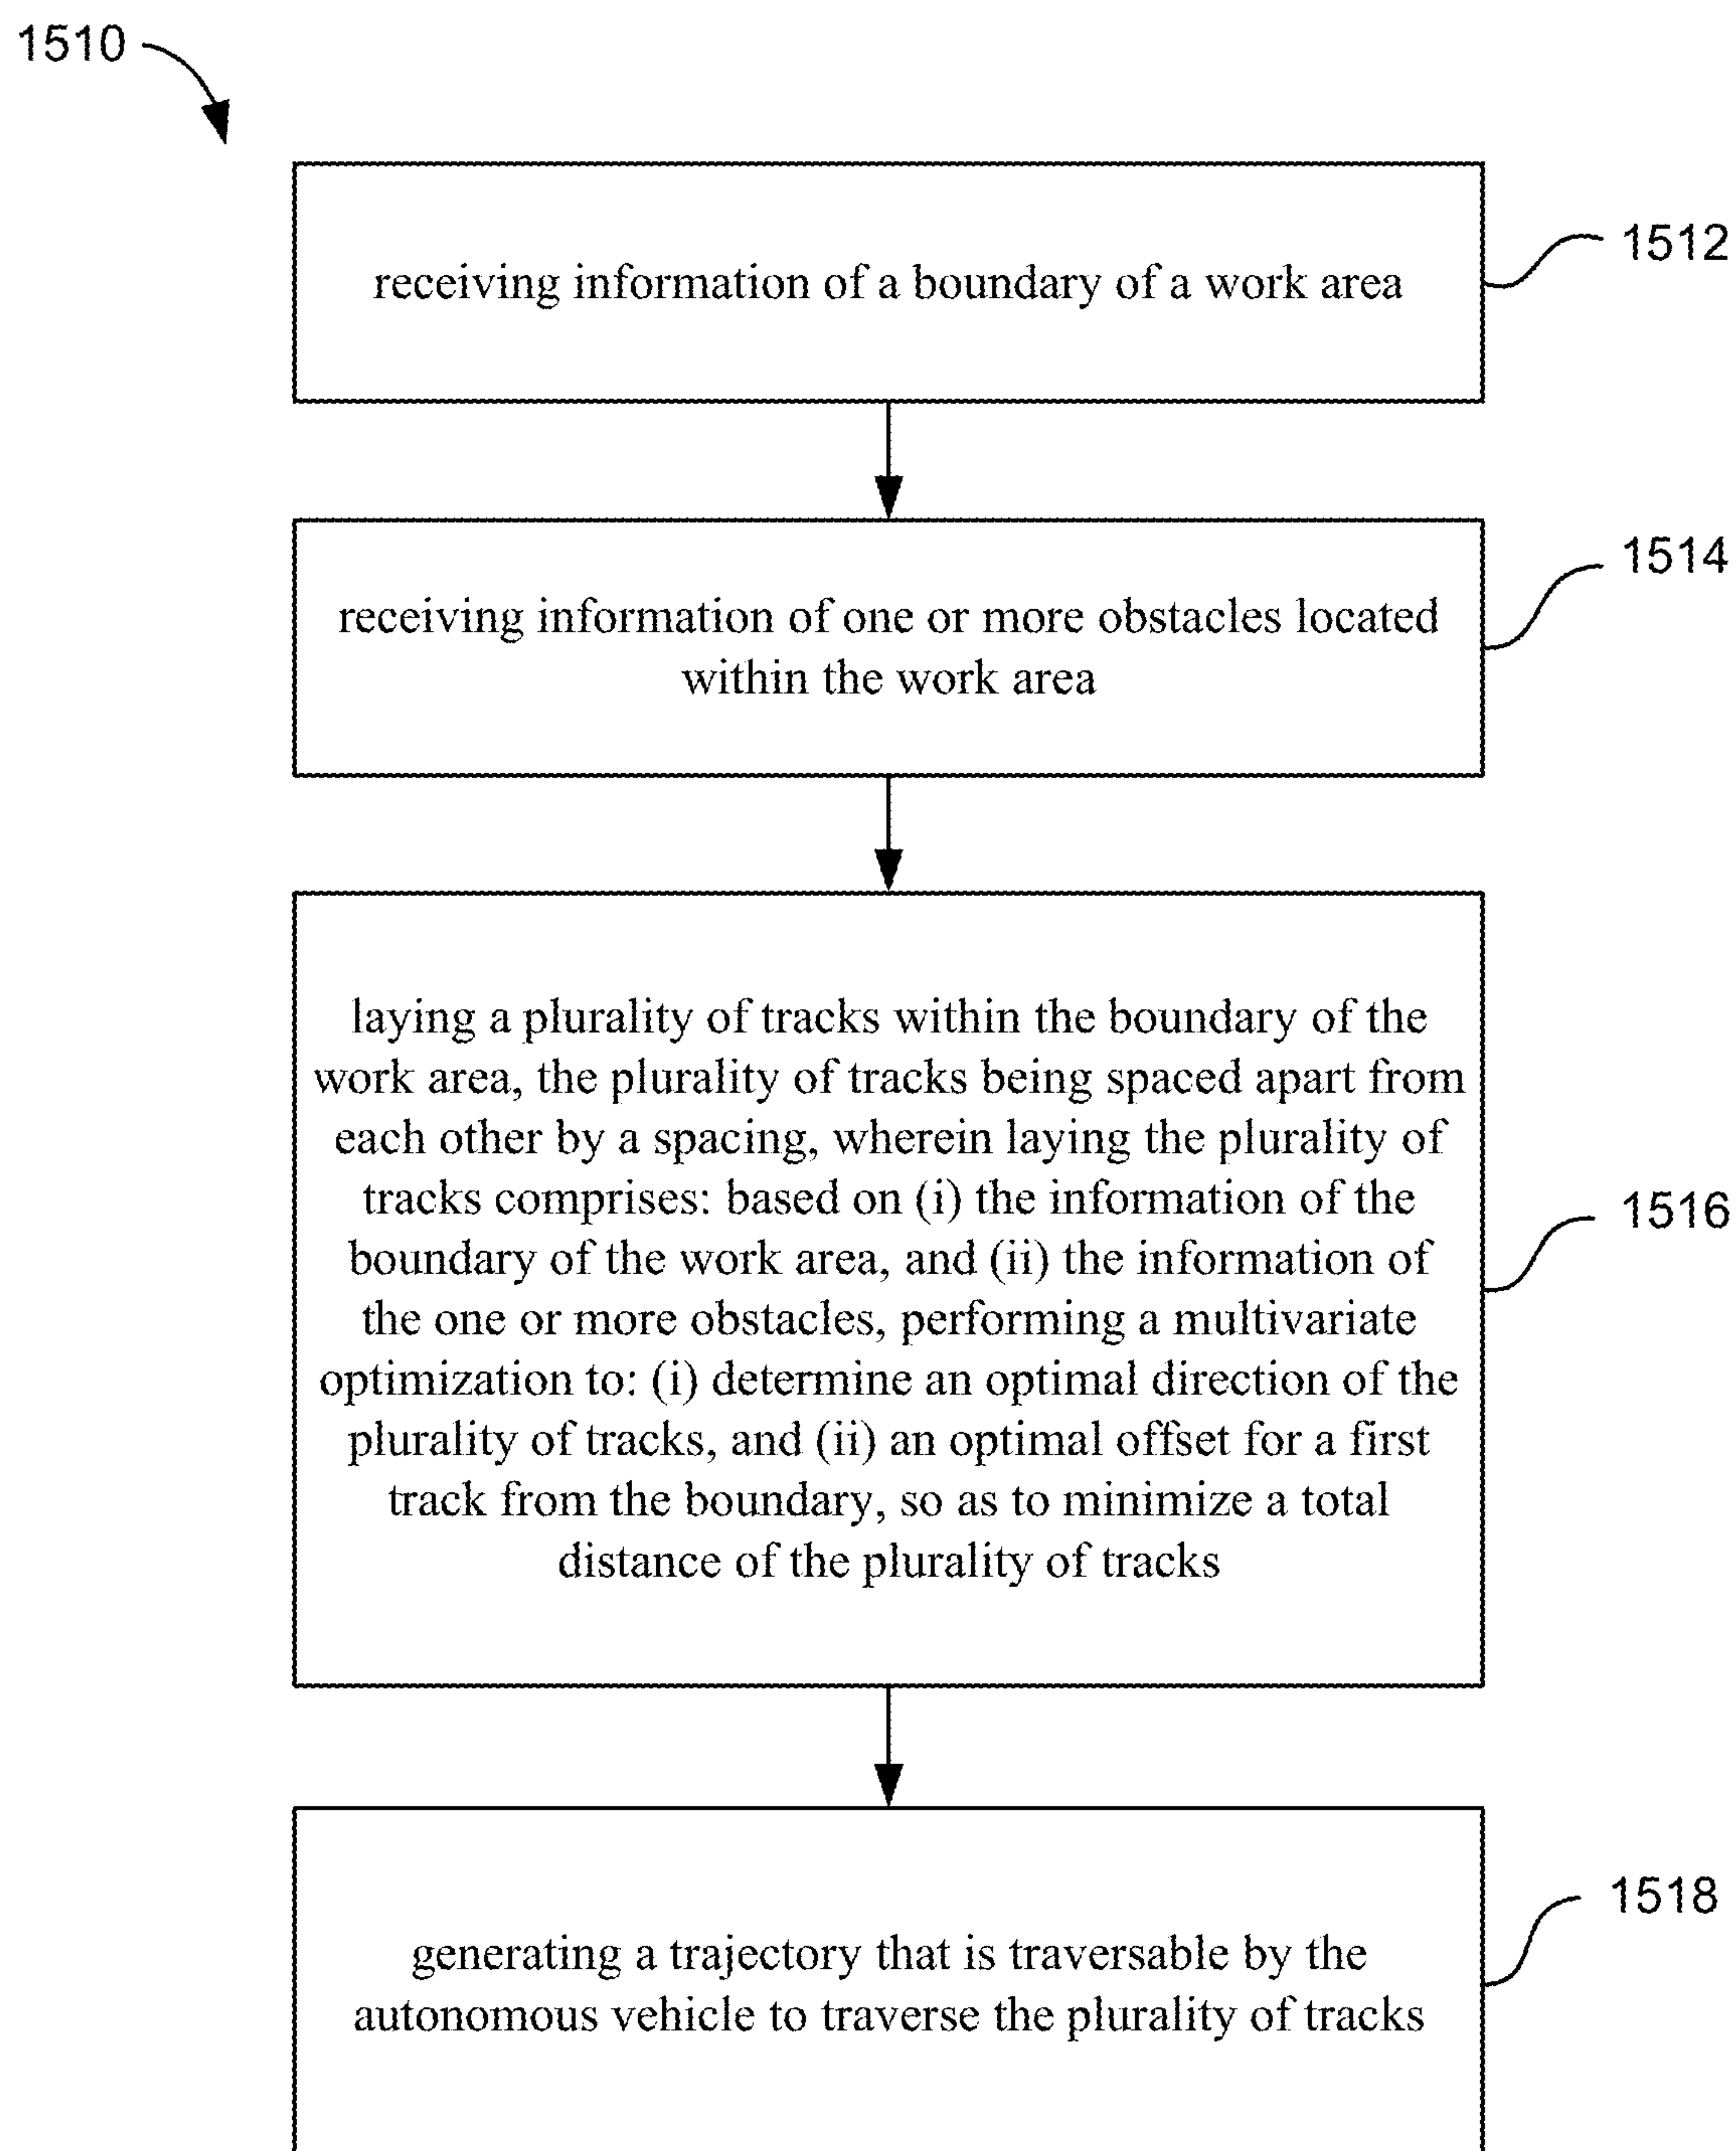 1510
receiving information of a boundary of a work area
1512
receiving information of one or more obstacles located
within the work area
1514
laying a plurality of tracks within the boundary of the
work area, the plurality of tracks being spaced apart from
each other by a spacing, wherein laying the plurality of
tracks comprises: based on (i) the information of the
boundary of the work area, and (ii) the information of
the one or more obstacles, performing a multivariate
optimization to: (i) determine an optimal direction of the
plurality of tracks, and (ii) an optimal offset for a first
track from the boundary, so as to minimize a total
distance of the plurality of tracks
1516
generating a trajectory that is traversable by the
autonomous vehicle to traverse the plurality of tracks
1518